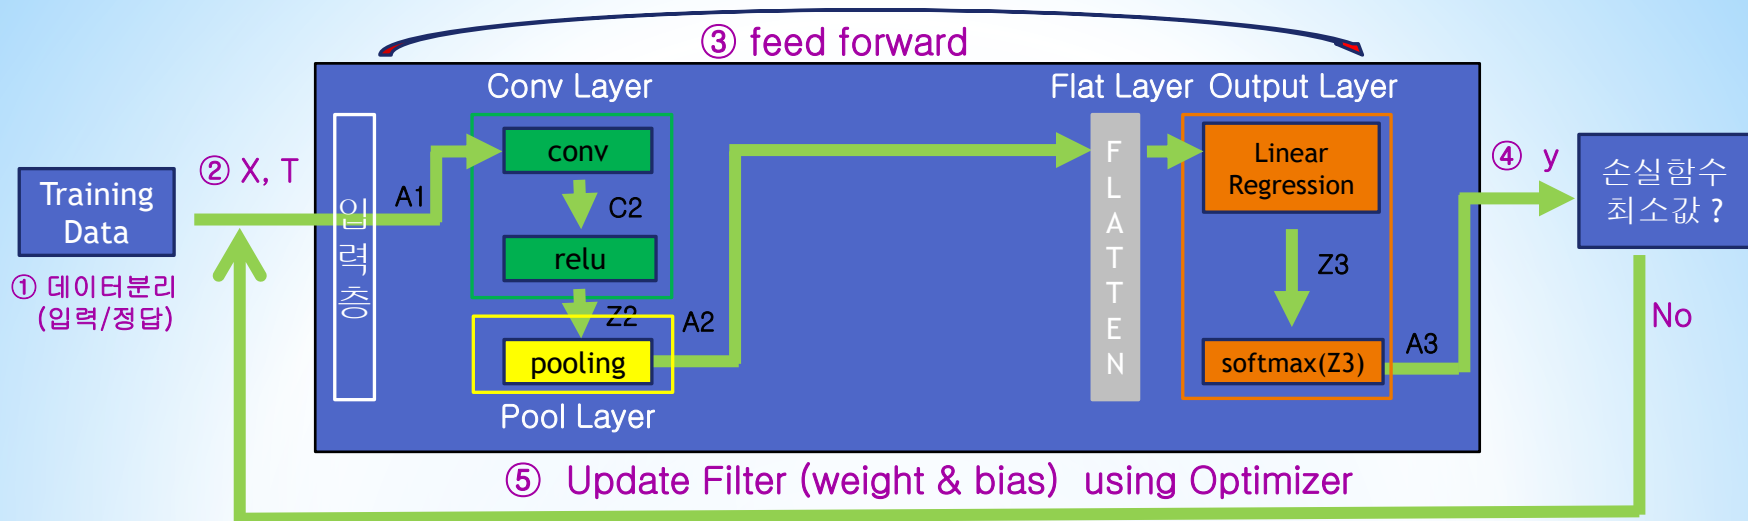 ③ feed forward
Conv Layer
Flat Layer
Output Layer
Training
Data
① 데이터분리
(입력/정답)
② X, T
입력층
A1
conv
C2
relu
Z2
A2
pooling
Pool Layer
FLATTEN
Linear
Regression
Z3
softmax(Z3)
A3
④ y
손실함수
최소값 ?
No
⑤ Update Filter (weight & bias) using Optimizer